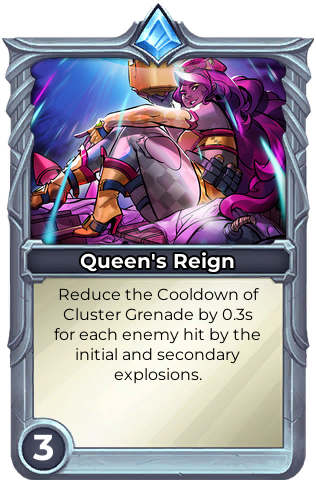 Queen's Reign
Reduce the Cooldown of
Cluster Grenade by 0.3s
for each enemy hit by the
initial and secondary
explosions.
3